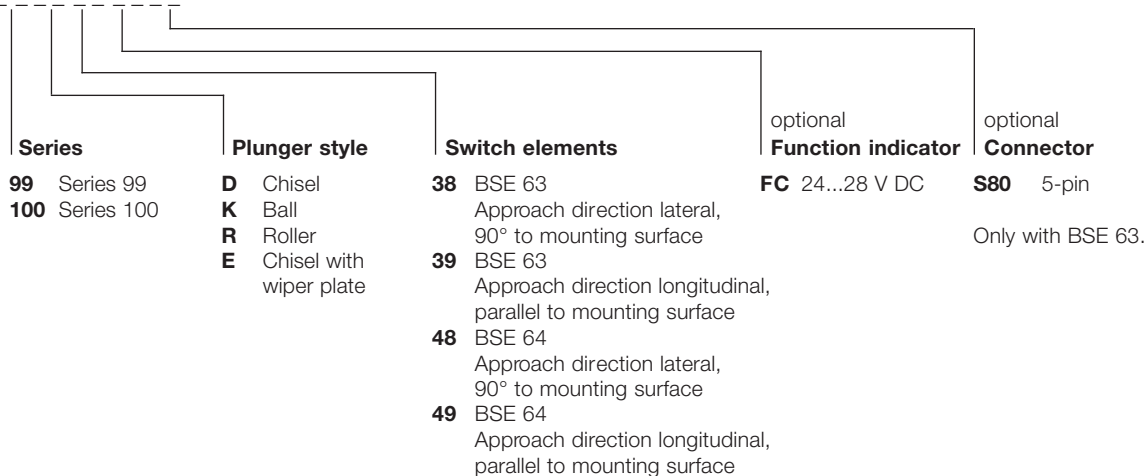 optional
optional
Series
Plunger style
Switch elements
Function indicator
Connector
99 Series 99
100 Series 100
D Chisel
K Ball
R Roller
E Chisel with
wiper plate
38 BSE 63
Approach direction lateral,
90° to mounting surface
39 BSE 63
Approach direction longitudinal,
parallel to mounting surface
48 BSE 64
Approach direction lateral,
90° to mounting surface
49 BSE 64
Approach direction longitudinal,
parallel to mounting surface
FC 24...28 V DC
S80 5-pin
Only with BSE 63.